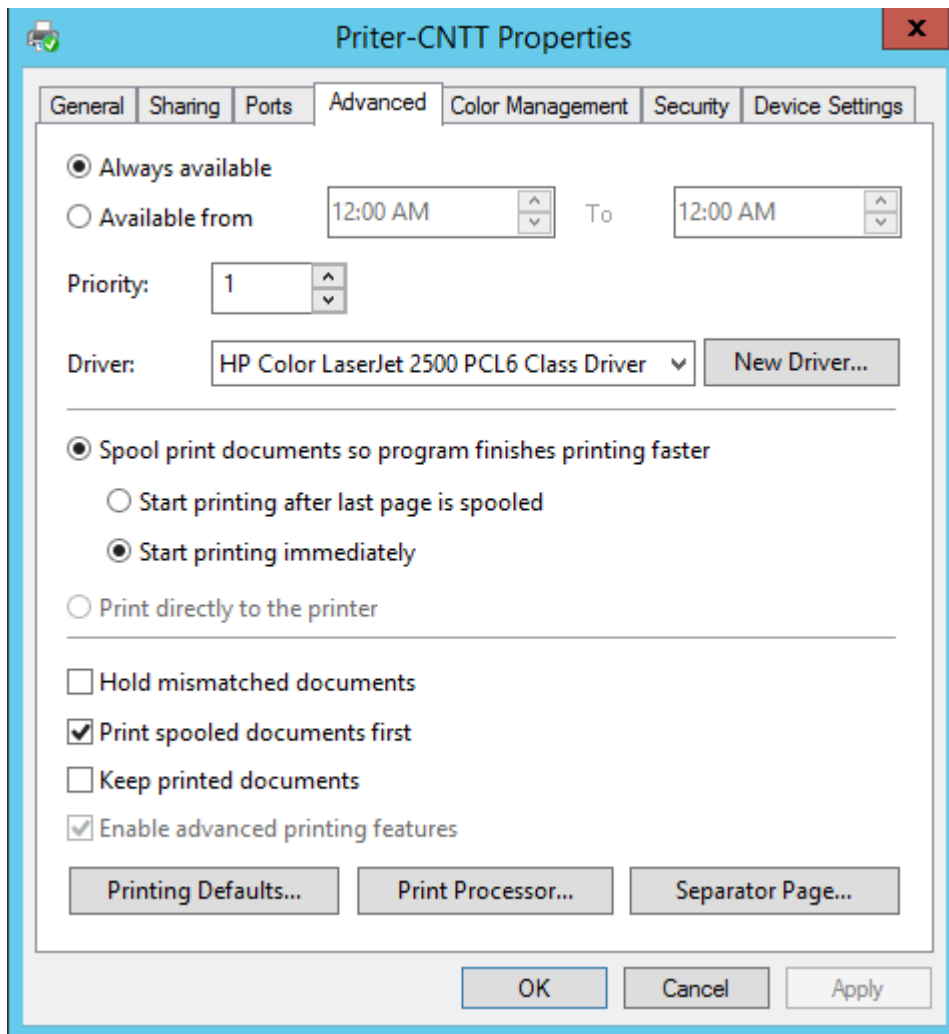 Priter-CNTT Properties
x
General Sharing Ports Advanced Color Management Security Device Settings
Always available
Available from 12:00 AM To 12:00 AM
Priority: 1
Driver: HP Color LaserJet 2500 PCL6 Class Driver New Driver...
Spool print documents so program finishes printing faster
Start printing after last page is spooled
Start printing immediately
Print directly to the printer
Hold mismatched documents
Print spooled documents first
Keep printed documents
Enable advanced printing features
Printing Defaults... Print Processor... Separator Page...
OK Cancel Apply